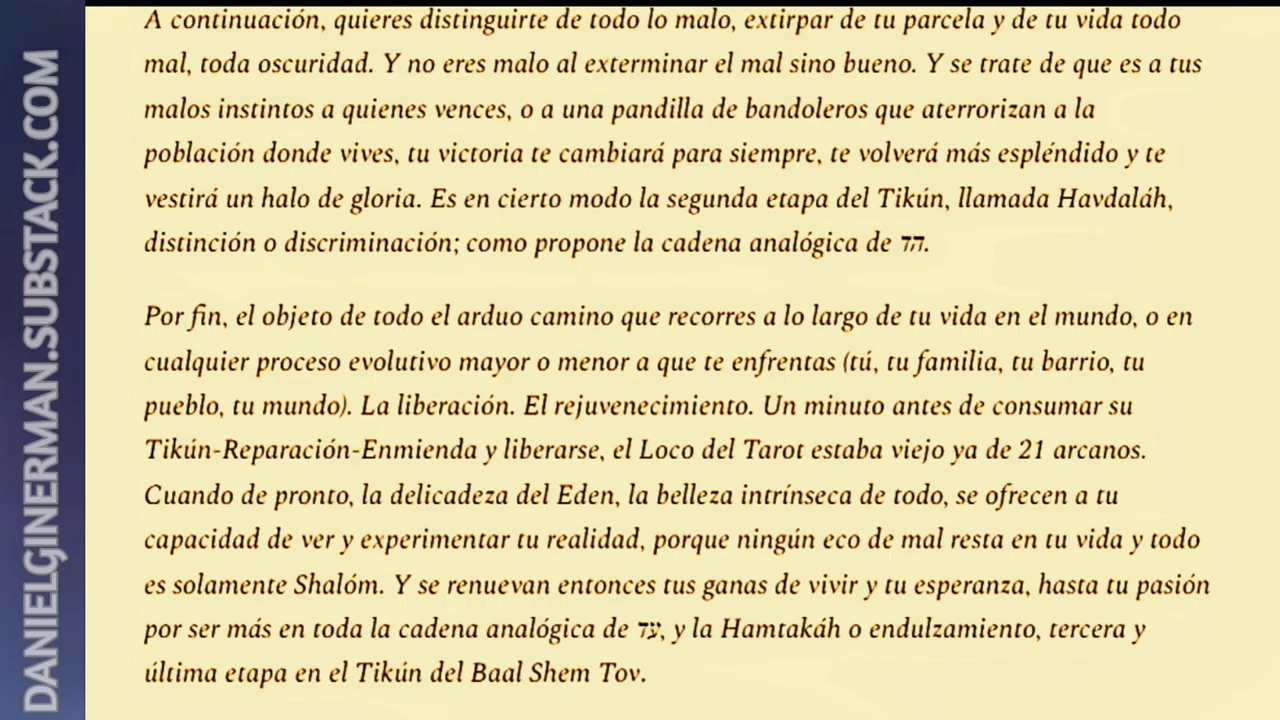 DANIELGINERMAN.SUBSTACK.COM
A continuación, quieres distinguirte de todo lo malo, extirpar de tu parcela y de tu vida todo
mal, toda oscuridad. Y no eres malo al exterminar el mal sino bueno. Y se trate de que es a tus
malos instintos a quienes vences, o a una pandilla de bandoleros que aterrorizan a la
población donde vives, tu victoria te cambiará para siempre, te volverá más espléndido y te
vestirá un halo de gloria. Es en cierto modo la segunda etapa del Tikún, llamada Havdaláh,
distinción o discriminación; como propone la cadena analógica de
Por fin, el objeto de todo el arduo camino que recorres a lo largo de tu vida en el mundo, o en
cualquier proceso evolutivo mayor o menor a que te enfrentas (tú, tu familia, tu barrio, tu
pueblo, tu mundo). La liberación. El rejuvenecimiento. Un minuto antes de consumar su
Tikún-Reparación-Enmienda y liberarse, el Loco del Tarot estaba viejo ya de 21 arcanos.
Cuando de pronto, la delicadeza del Eden, la belleza intrínseca de todo, se ofrecen a tu
capacidad de ver y experimentar tu realidad, porque ningún eco de mal resta en tu vida y todo
es solamente Shalóm. Y se renuevan entonces tus ganas de vivir y tu esperanza, hasta tu pasión
por ser más en toda la cadena analógica de עד, y la Hamtakáh o endulzamiento, tercera y
última etapa en el Tikún del Baal Shem Tov.